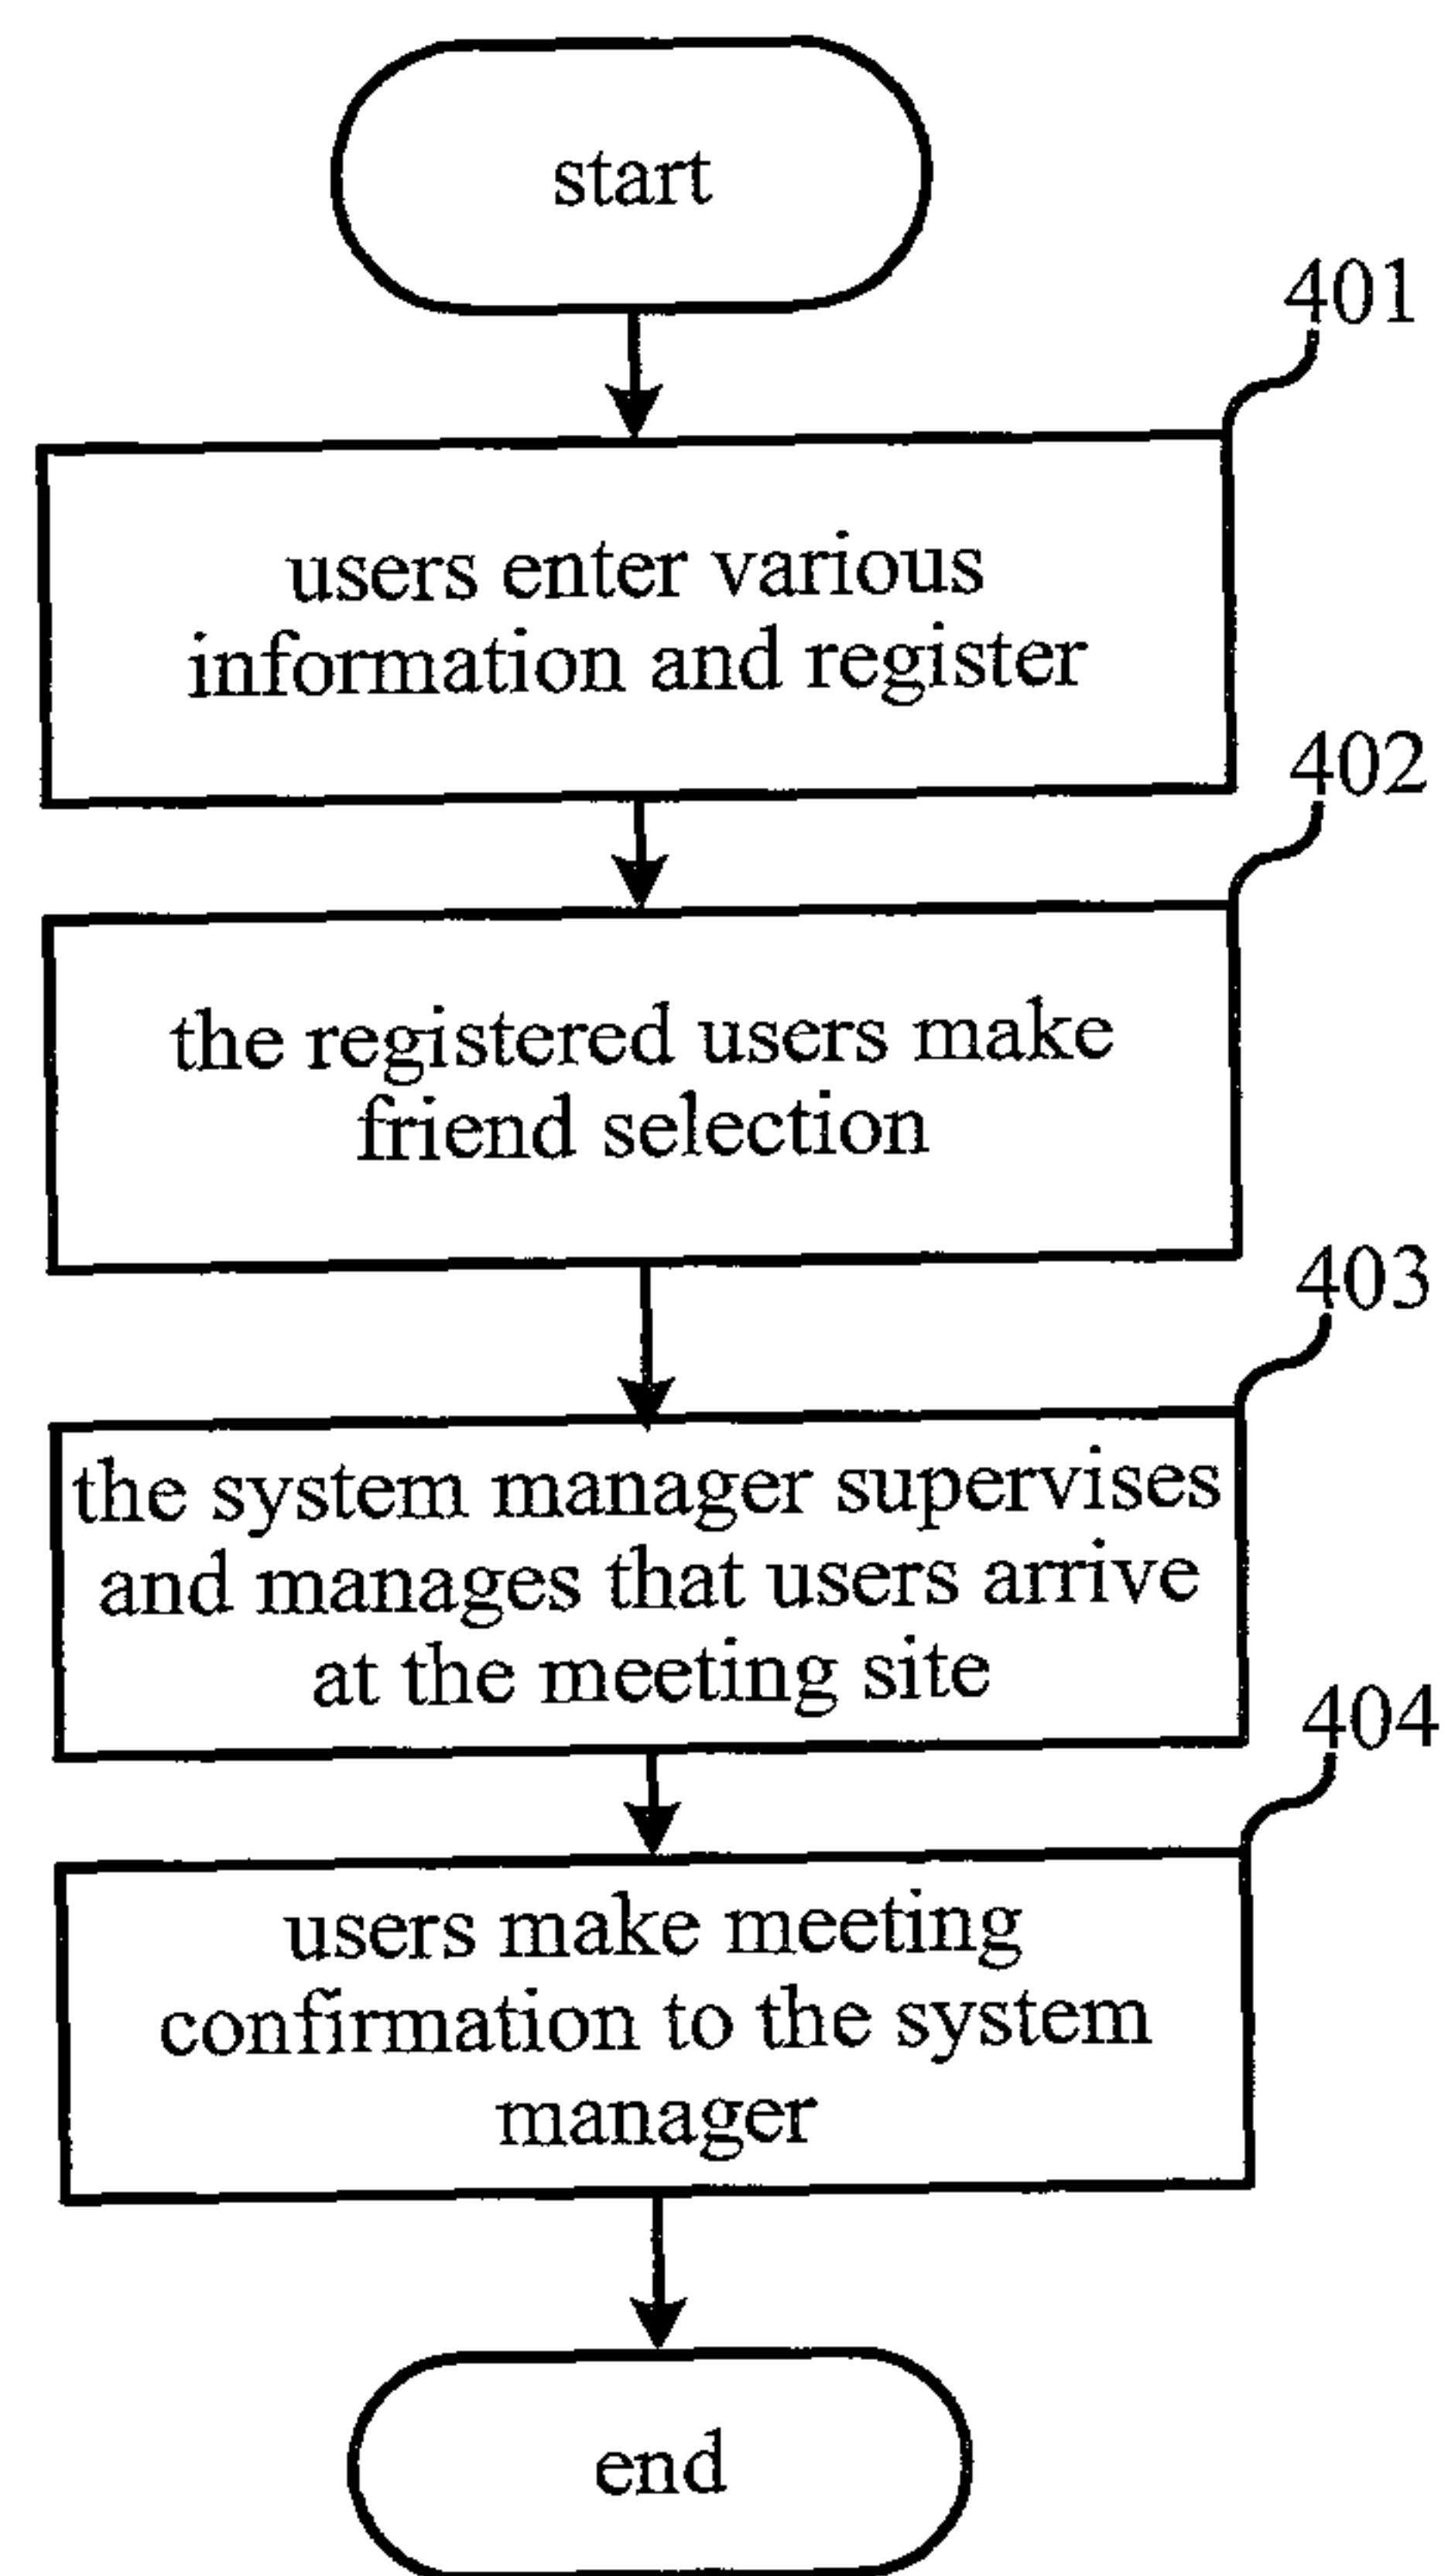 start
401
users enter various
information and register
402
the registered users make
friend selection
403
the system manager supervises
and manages that users arrive
at the meeting site
404
users make meeting
confirmation to the system
manager
end